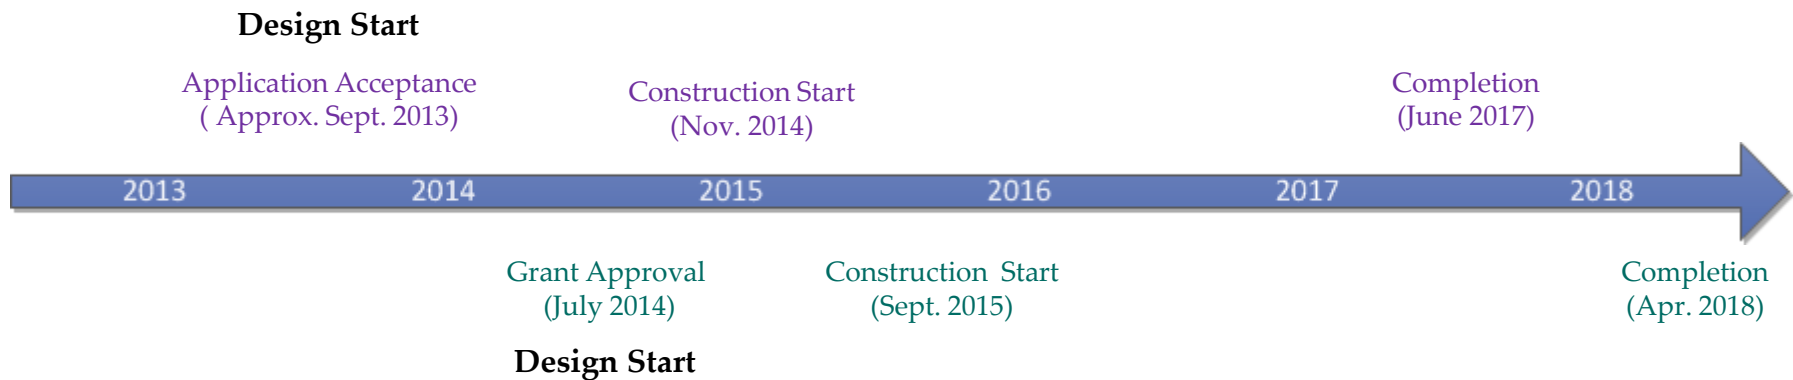 Design Start
Application Acceptance
( Approx. Sept. 2013)
Construction Start
(Nov. 2014)
Completion
(June 2017)
2013 2014 2015 2016 2017 2018
Grant Approval
(July 2014)
Construction Start
(Sept. 2015)
Completion
(Apr. 2018)
Design Start